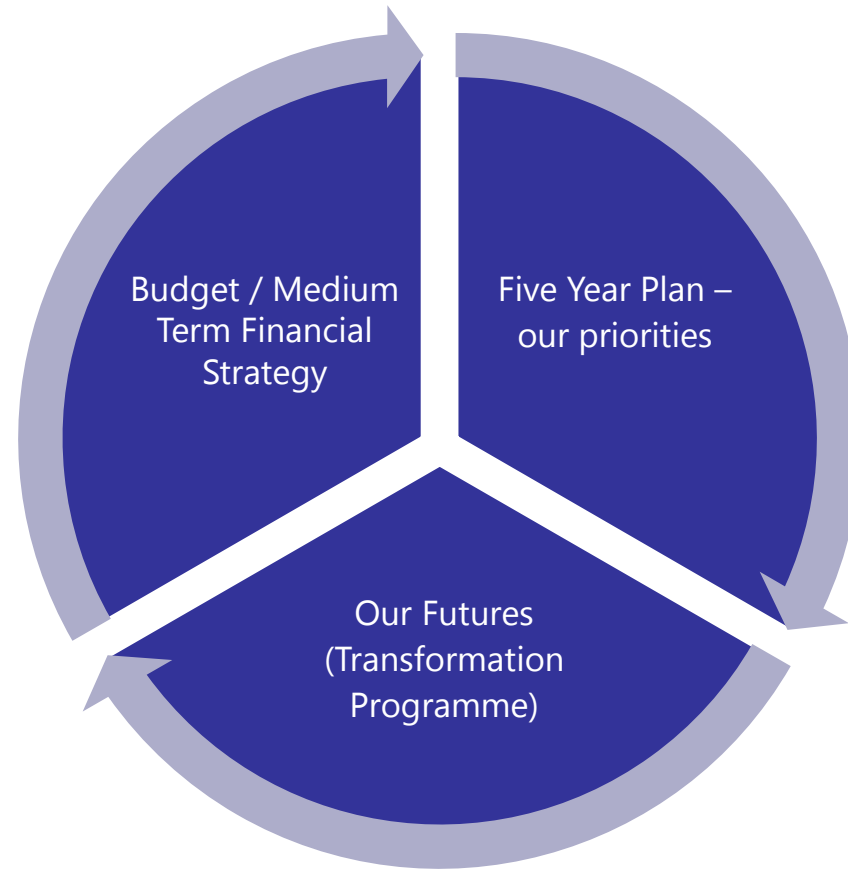 Budget / Medium
Term Financial
Strategy
Five Year Plan –
our priorities
Our Futures
(Transformation
Programme)